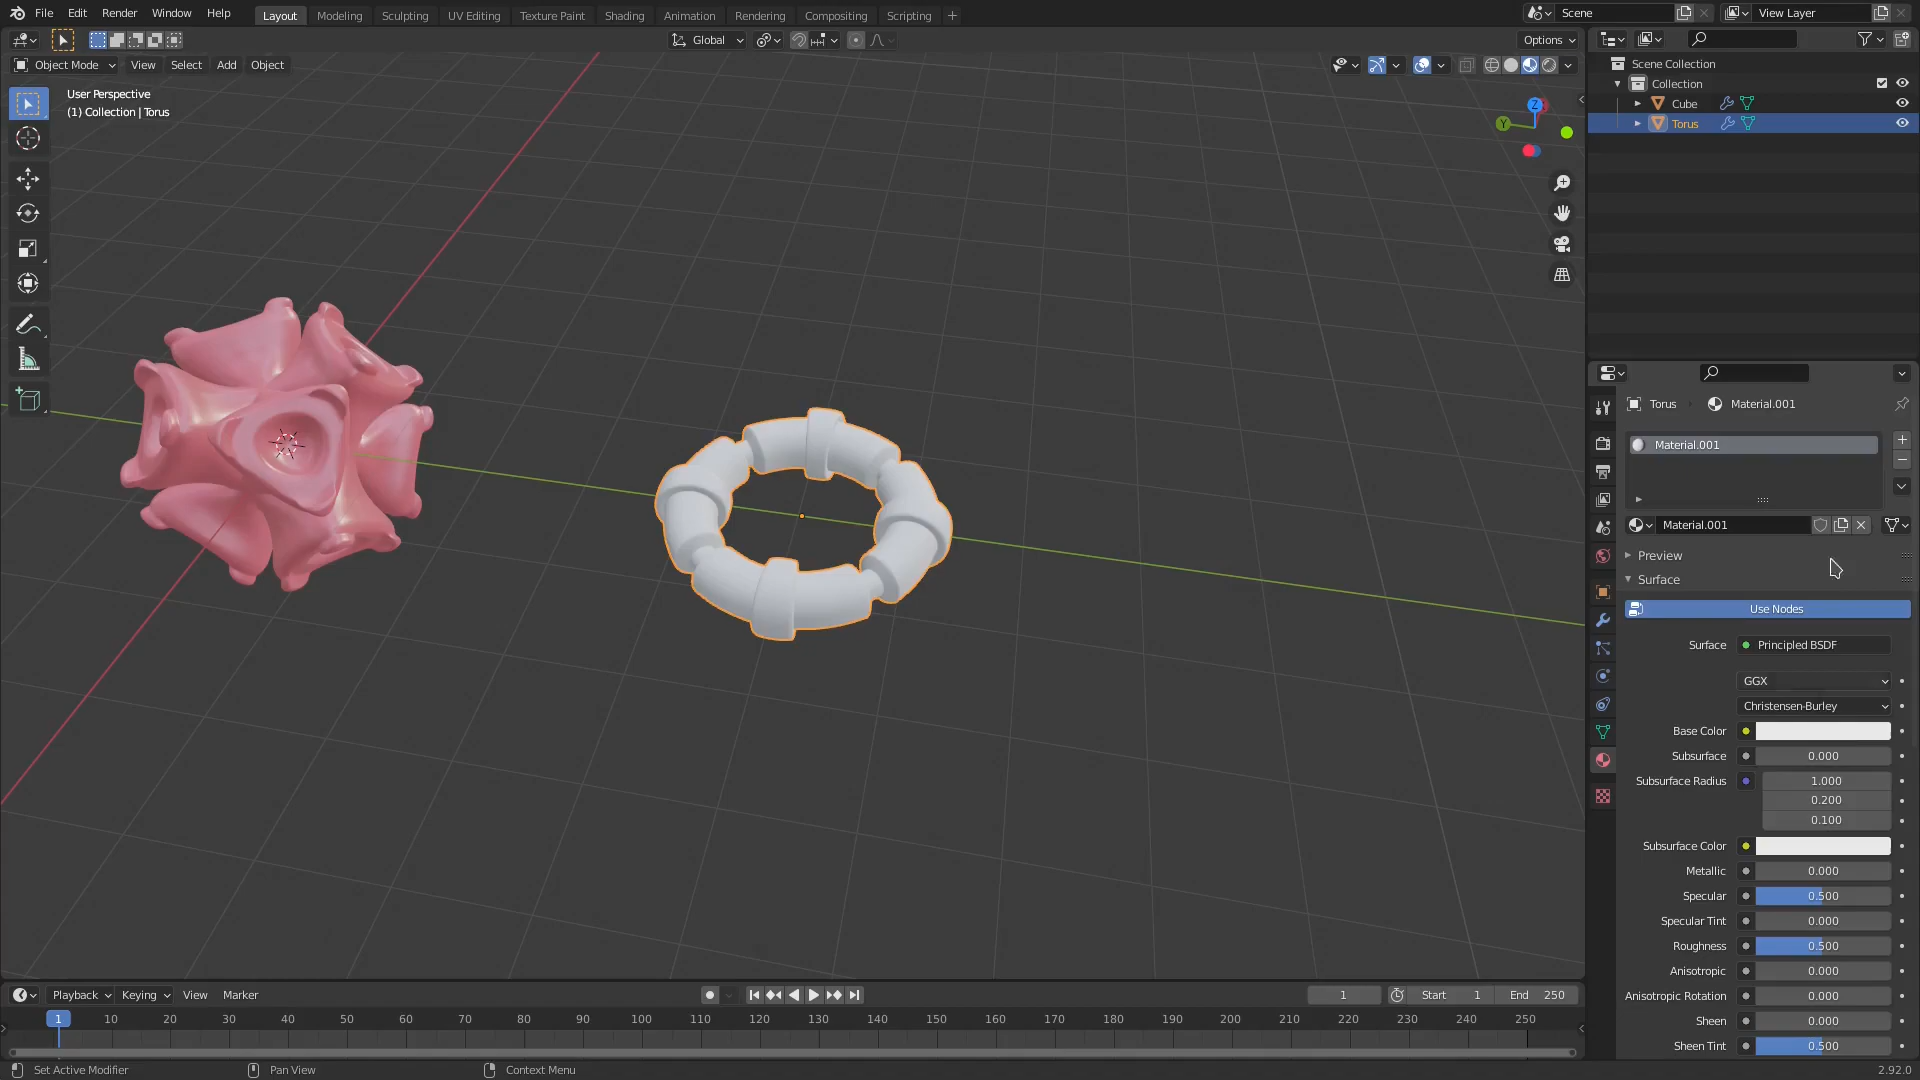 File Edit Render Window Help Layout Modeling Sculpting UV Editing Texture Paint Shading Animation Rendering Compositing Scripting + Scene View Layer
Global Options
Object Mode View Select Add Object
User Perspective
(1) Collection | Torus
Z
Y
Scene Collection
Collection
Cube
Torus
Torus Material.001
Material.001
Material.001
Preview
Surface
Use Nodes
Surface Principled BSDF
GGX
Christensen-Burley
Base Color
Subsurface 0.000
Subsurface Radius 1.000
0.200
0.100
Subsurface Color
Metallic 0.000
Specular 0.500
Specular Tint 0.000
Roughness 0.500
Anisotropic 0.000
Anisotropic Rotation 0.000
Sheen 0.000
Sheen Tint 0.500
Playback Keying View Marker 1 Start 1 End 250
1 10 20 30 40 50 60 70 80 90 100 110 120 130 140 150 160 170 180 190 200 210 220 230 240 250
Set Active Modifier Pan View Context Menu 2.92.0